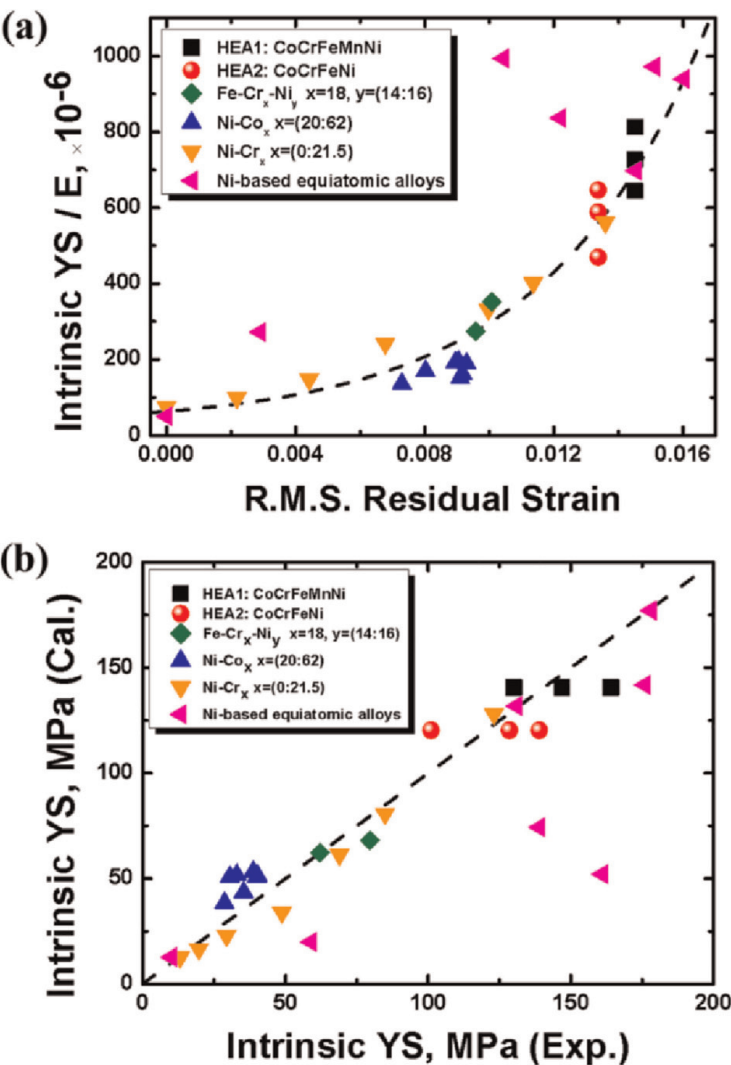 (a)
Intrinsic YS / E, ×10-6
1000
800
600
400
200
0
HEA1: CoCrFeMnNi
HEA2: CoCrFeNi
Fe-Crx-Niy x=18, y=(14:16)
Ni-Cox x=(20:62)
Ni-Crx x=(0:21.5)
Ni-based equiatomic alloys
0.000 0.004 0.008 0.012 0.016
R.M.S. Residual Strain
(b)
Intrinsic YS, MPa (Cal.)
200
150
100
50
0
HEA1: CoCrFeMnNi
HEA2: CoCrFeNi
Fe-Crx-Niy x=18, y=(14:16)
Ni-Cox x=(20:62)
Ni-Crx x=(0:21.5)
Ni-based equiatomic alloys
0 50 100 150 200
Intrinsic YS, MPa (Exp.)